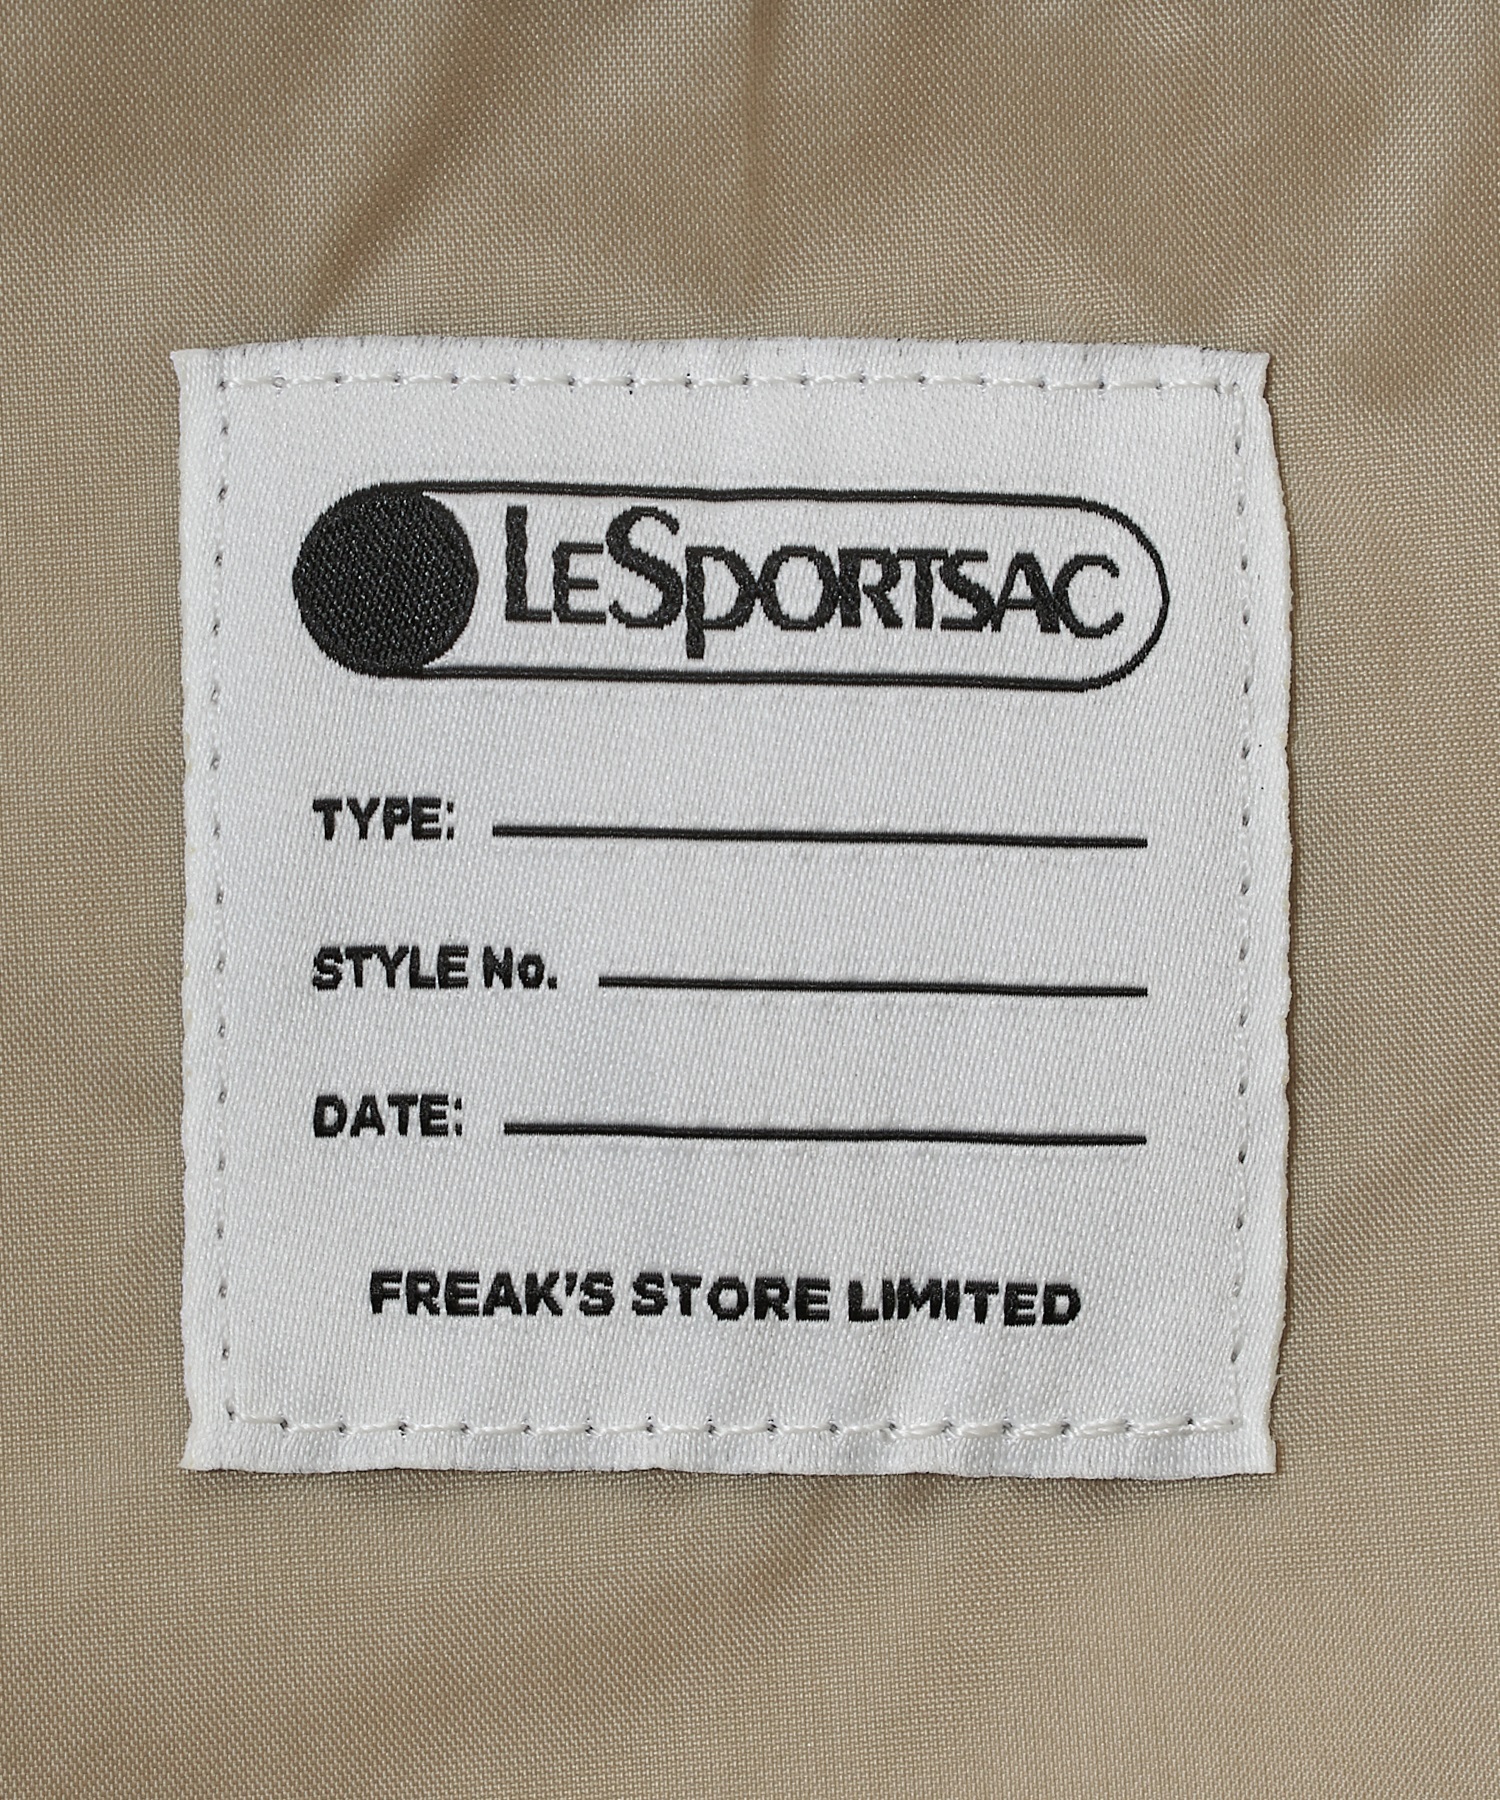 LESPORTSAC
TYPE:
STYLE No.
DATE:
FREAK'S STORE LIMITED